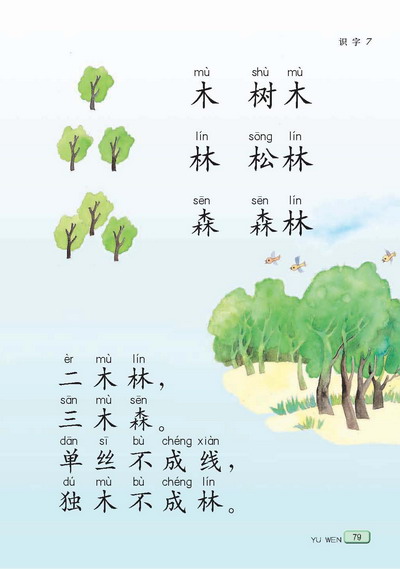 识字 7
mù shù mù
木 树木
lín sōng lín
林 松林
sēn sēn lín
森 森林
èr mù lín
二木林，
sān mù sēn
三木森。
dān sī bù chéng xiàn
单丝不成线，
dú mù bù chéng lín
独木不成林。
YU WEN 79